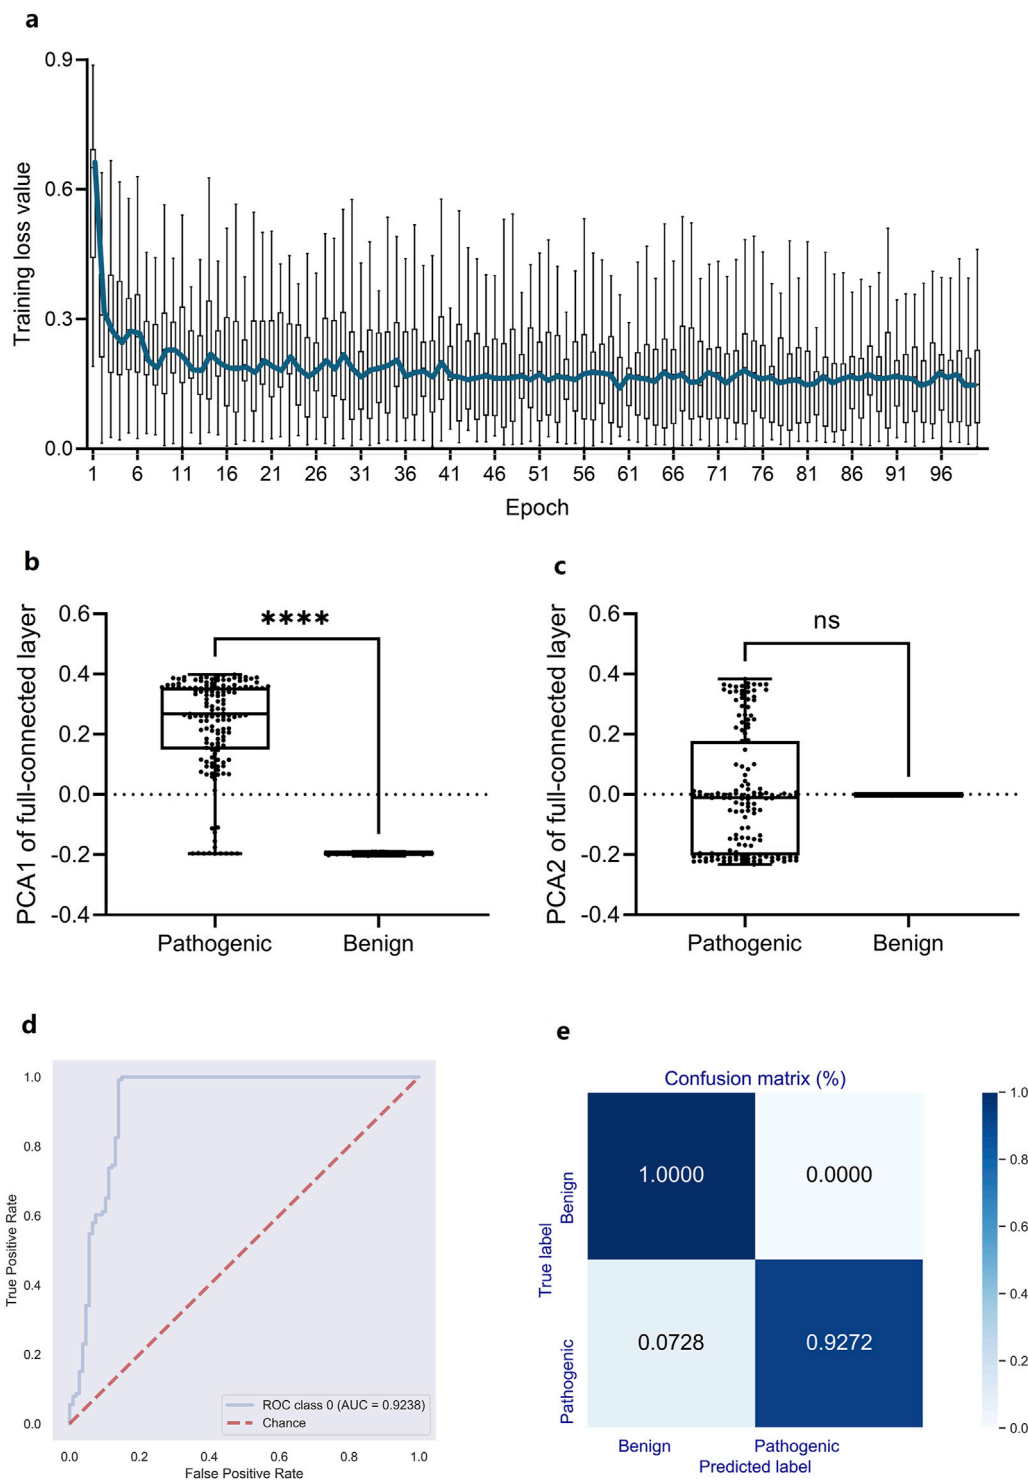 a
Training loss value
0.9
0.6
0.3
0.0
1 6 11 16 21 26 31 36 41 46 51 56 61 66 71 76 81 86 91 96
Epoch
b
PCA1 of full-connected layer
0.6
0.4
0.2
0.0
-0.2
-0.4
****
Pathogenic Benign
c
PCA2 of full-connected layer
0.6
0.4
0.2
0.0
-0.2
-0.4
ns
Pathogenic Benign
d
True Positive Rate
1.0
0.8
0.6
0.4
0.2
0.0
ROC class 0 (AUC = 0.9238)
Chance
0.0 0.2 0.4 0.6 0.8 1.0
False Positive Rate
e
Confusion matrix (%)
True label
Benign
Pathogenic
1.0000 0.0000
0.0728 0.9272
Benign Pathogenic
Predicted label
1.0
0.8
0.6
0.4
0.2
0.0